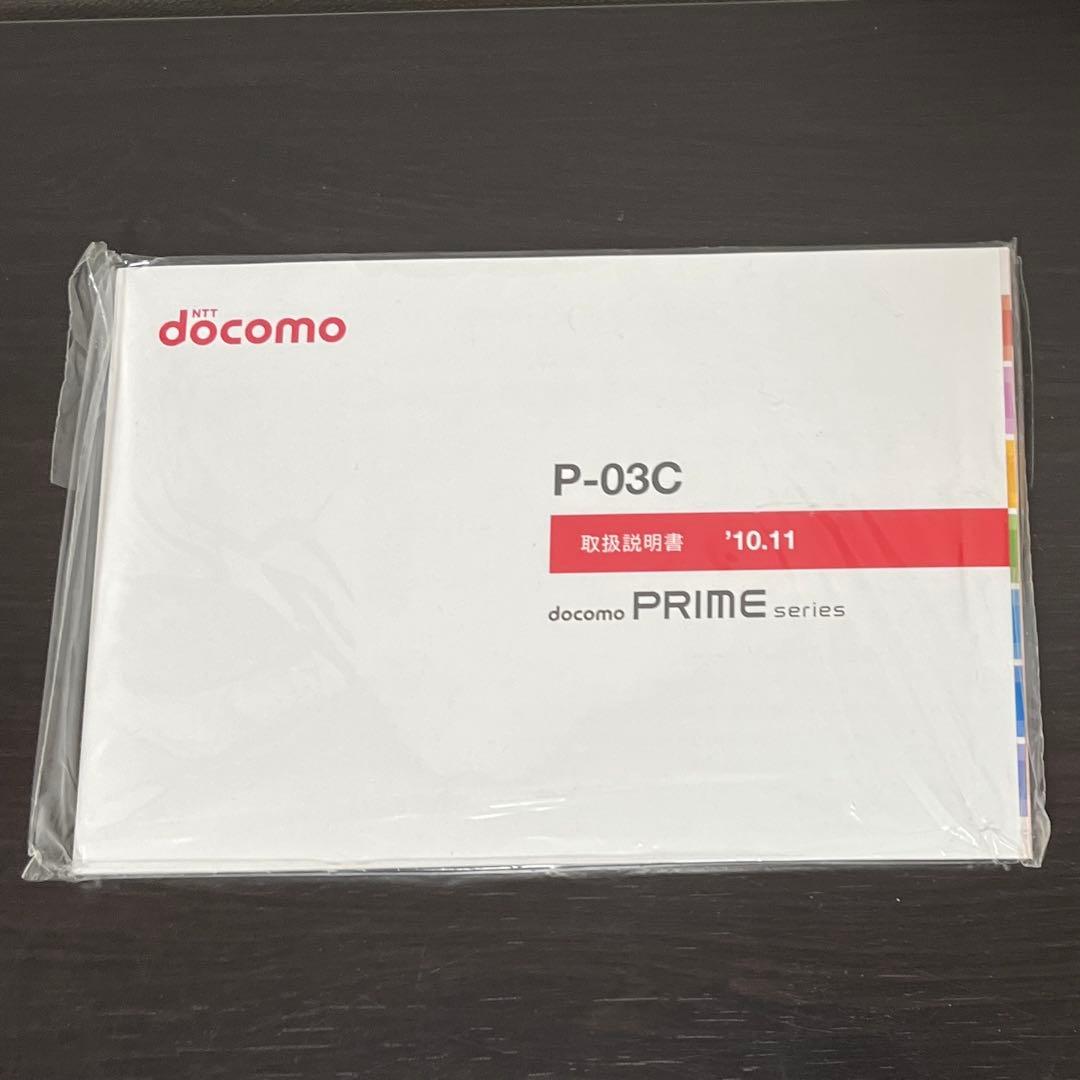 NTT
docomo
P-03C
取扱説明書 ’10.11
docomo PRIME series